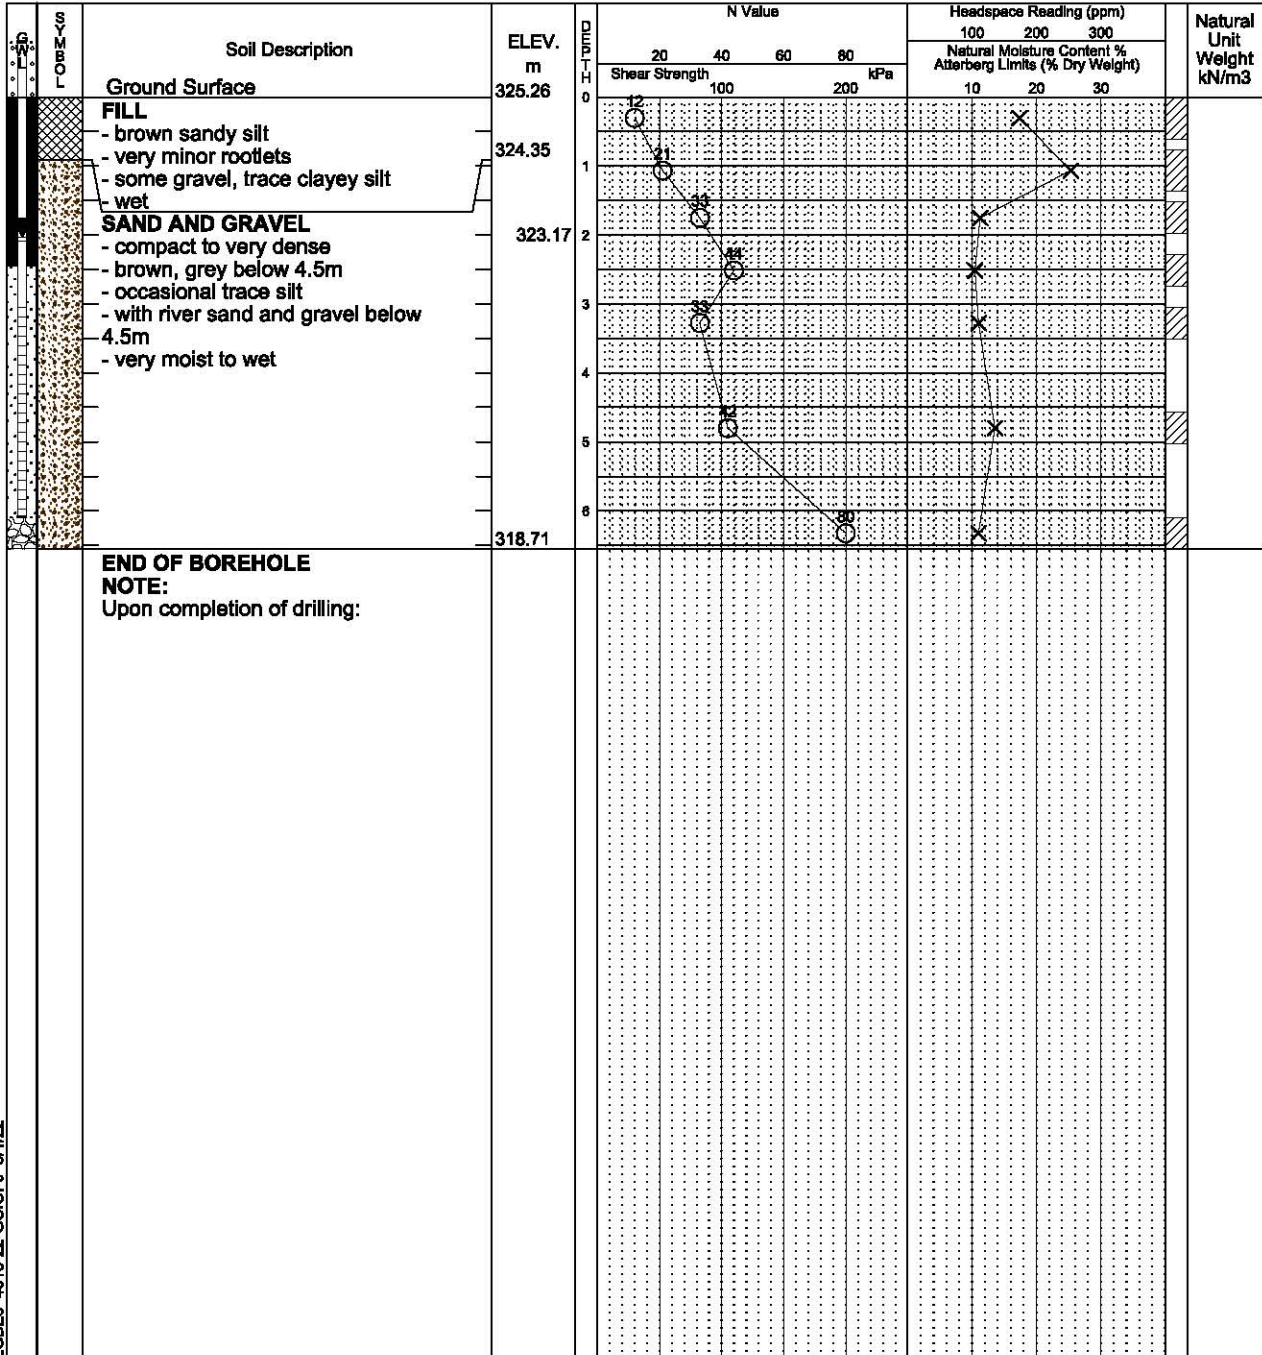 GWL
SYMBOL
Soil Description
ELEV.
m
DEPTH
N Value
20 40 60 80
Shear Strength kPa
100 200
Headspace Reading (ppm)
100 200 300
Natural Moisture Content %
Atterberg Limits (% Dry Weight)
10 20 30
Natural
Unit
Weight
kN/m3
Ground Surface
325.26
0
FILL
12
- brown sandy silt
- very minor rootlets
324.35
21
1
- some gravel, trace clayey silt
- wet
33
SAND AND GRAVEL
323.17
2
- compact to very dense
44
- brown, grey below 4.5m
- occasional trace silt
3
33
- with river sand and gravel below
4.5m
- very moist to wet
4
42
5
6
80
318.71
END OF BOREHOLE
NOTE:
Upon completion of drilling: